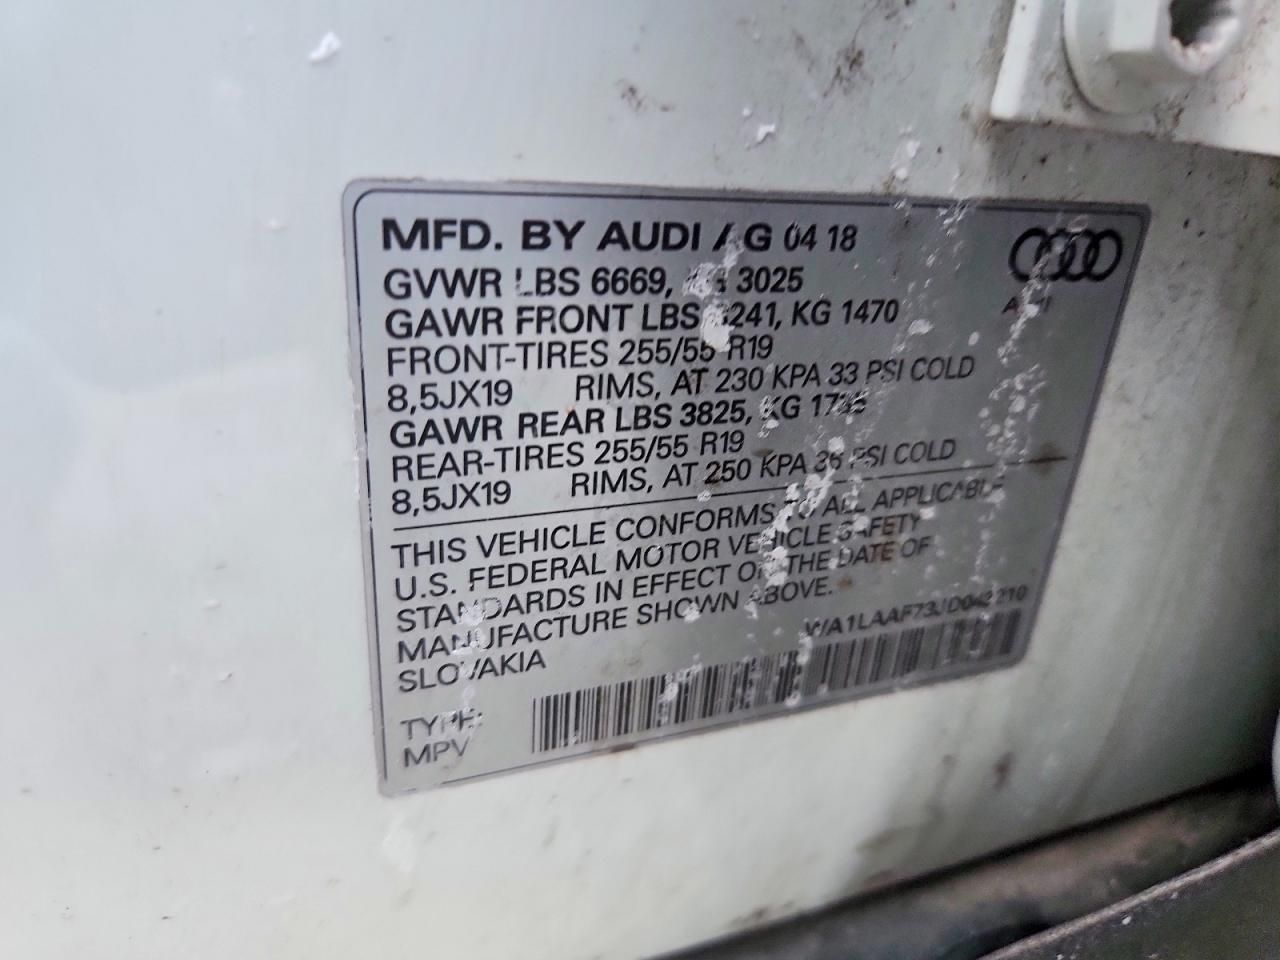 MFD. BY AUDI AG 04 18
GVWR LBS 6669, KG 3025
GAWR FRONT LBS 3241, KG 1470
FRONT-TIRES 255/55 R19
8,5JX19 RIMS, AT 230 KPA 33 PSI COLD
GAWR REAR LBS 3825, KG 1735
REAR-TIRES 255/55 R19
8,5JX19 RIMS, AT 250 KPA 36 PSI COLD
THIS VEHICLE CONFORMS TO ALL APPLICABLE
U.S. FEDERAL MOTOR VEHICLE SAFETY
STANDARDS IN EFFECT ON THE DATE OF
MANUFACTURE SHOWN ABOVE.
SLOVAKIA
TYPE:
MPV
Audi